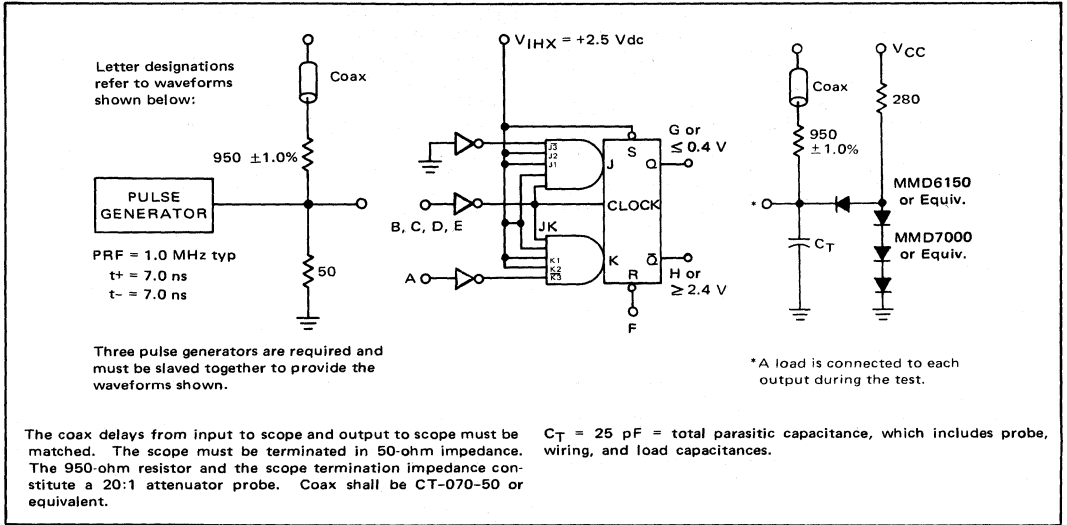 Letter designations
refer to waveforms
shown below:
Coax
950 ±1.0%
PULSE
GENERATOR
PRF = 1.0 MHz typ
t+ = 7.0 ns
t− = 7.0 ns
50
Three pulse generators are required and
must be slaved together to provide the
waveforms shown.
VIHX = +2.5 Vdc
G or
≤ 0.4 V
J3
J2
J1
J
S
Q
CLOCK
B, C, D, E
JK
K1
K2
K3
K
Q̅
R
A
H or
≥ 2.4 V
F
Coax
VCC
280
950
±1.0%
MMD6150
or Equiv.
*
CT
MMD7000
or Equiv.
*A load is connected to each
output during the test.
The coax delays from input to scope and output to scope must be
matched. The scope must be terminated in 50-ohm impedance.
The 950-ohm resistor and the scope termination impedance con-
stitute a 20:1 attenuator probe. Coax shall be CT-070-50 or
equivalent.
CT = 25 pF = total parasitic capacitance, which includes probe,
wiring, and load capacitances.